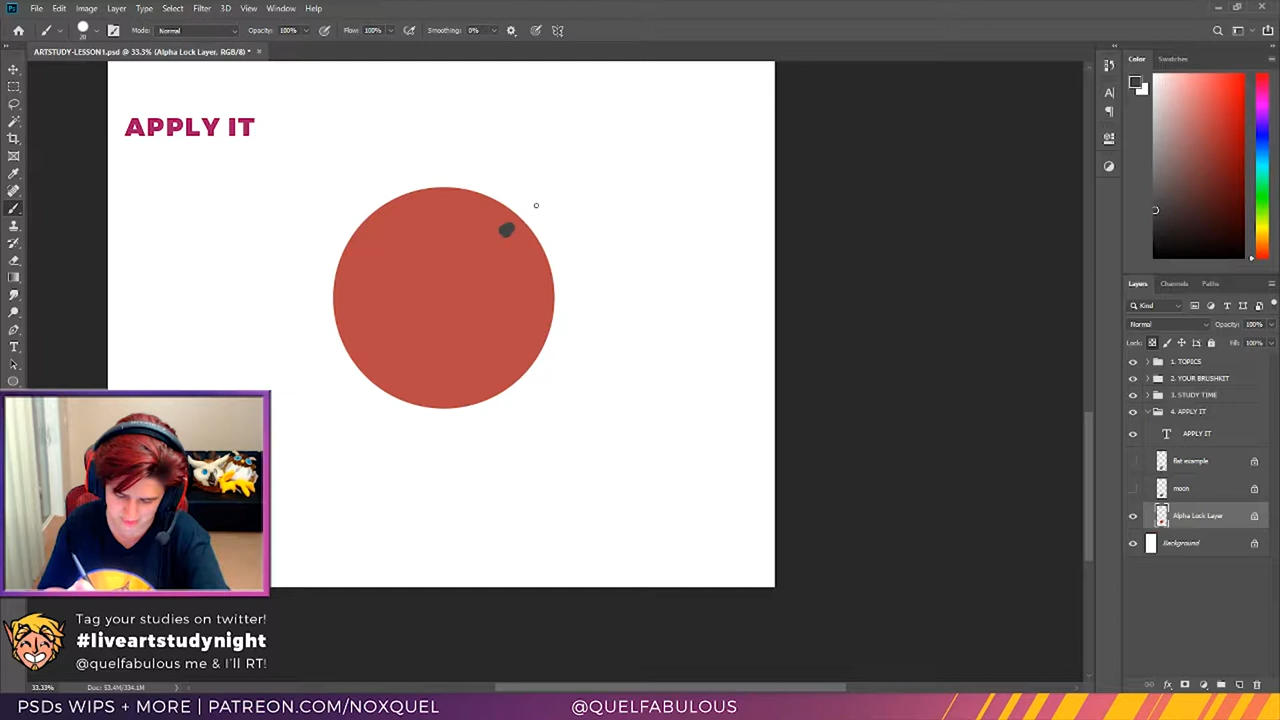 File Edit Image Layer Type Select Filter 3D View Window Help
Mode: Normal Opacity: 100% Flow: 100% Smoothing: 0%
ARTSTUDY-LESSON1.psd @ 33.3% (Alpha Lock Layer, RGB/8) * ×
Color Swatches
APPLY IT
Layers Channels Paths
Kind
Normal Opacity: 100%
Lock: Fill: 100%
1. TOPICS
2. YOUR BRUSHKIT
3. STUDY TIME
4. APPLY IT
APPLY IT
flat example
moon
Alpha Lock Layer
Background
Tag your studies on twitter!
#liveartstudynight
@quelfabulous me & I'll RT!
33.33% Doc: 53.4M/334.1M
PSDs WIPS + MORE | PATREON.COM/NOXQUEL @QUELFABULOUS